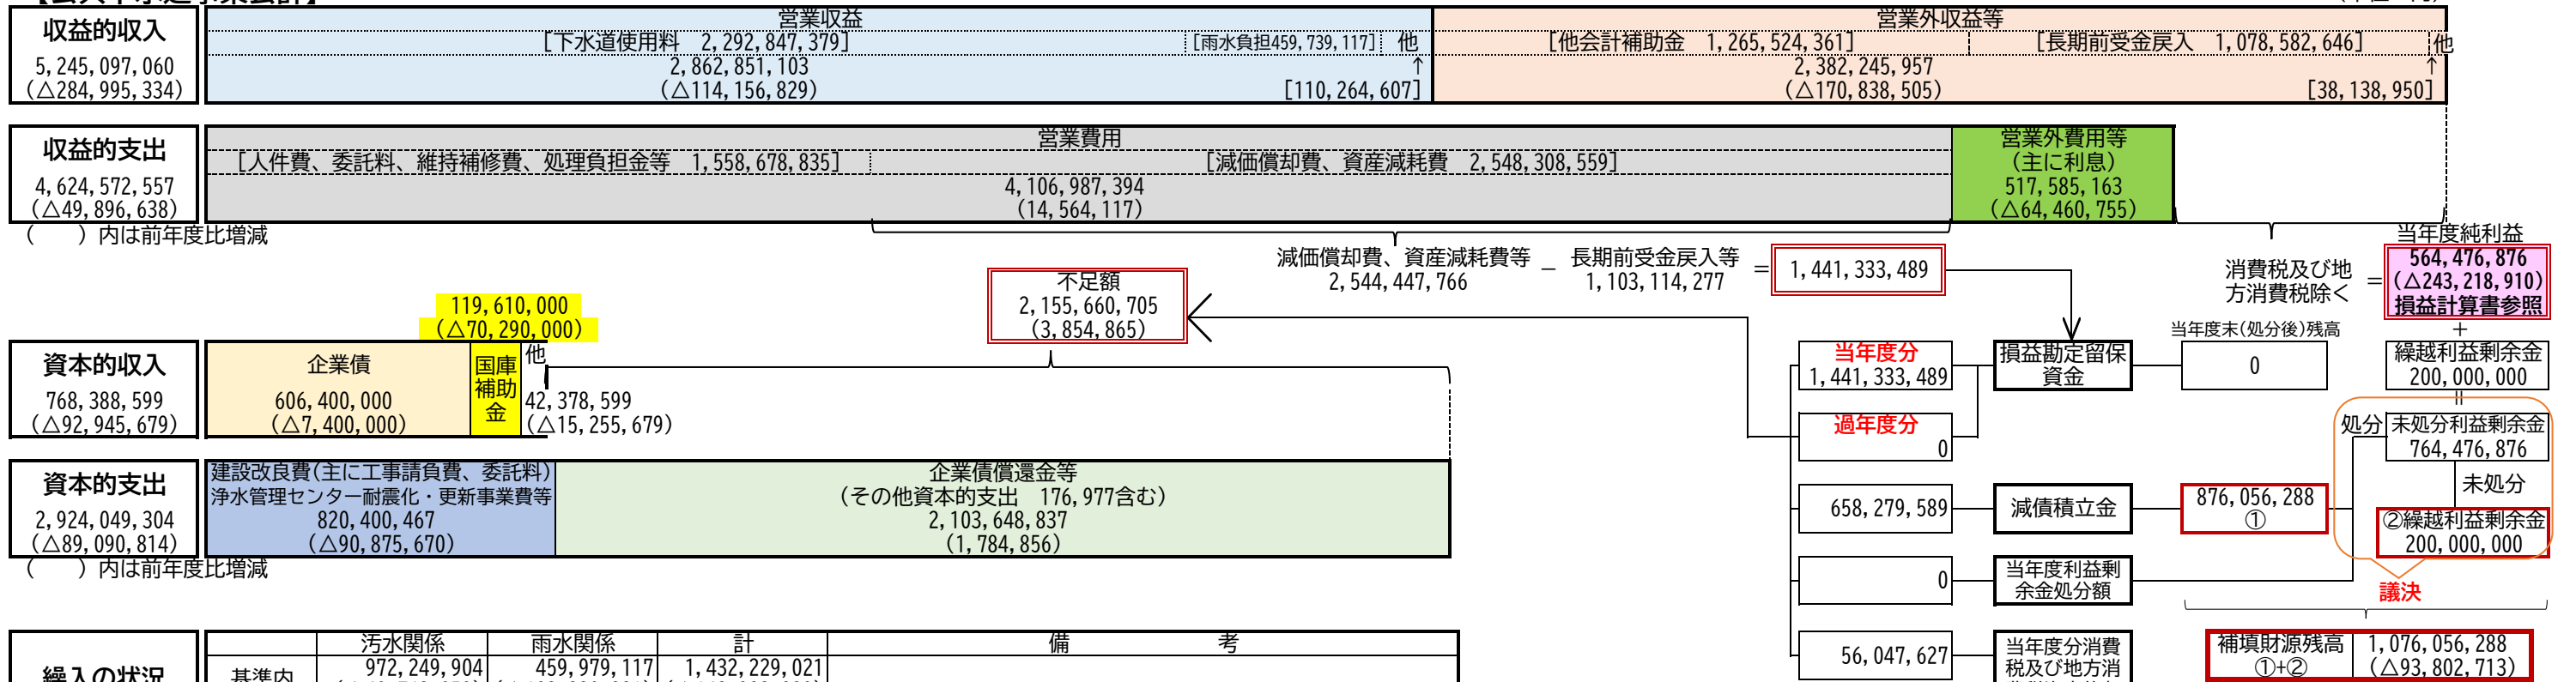 収益的収入
5,245,097,060
(△284,995,334)
営業収益
[下水道使用料 2,292,847,379]
[雨水負担459,739,117]
他
2,862,851,103
(△114,156,829)
↑
[110,264,607]
営業外収益等
[他会計補助金 1,265,524,361]
[長期前受金戻入 1,078,582,646]
他
2,382,245,957
(△170,838,505)
↑
[38,138,950]
収益的支出
4,624,572,557
(△49,896,638)
営業費用
[人件費、委託料、維持補修費、処理負担金等 1,558,678,835]
[減価償却費、資産減耗費 2,548,308,559]
4,106,987,394
(14,564,117)
営業外費用等
(主に利息)
517,585,163
(△64,460,755)
( )内は前年度比増減
減価償却費、資産減耗費等
2,544,447,766
－
長期前受金戻入等
1,103,114,277
＝
1,441,333,489
消費税及び地
方消費税除く
＝
当年度純利益
564,476,876
(△243,218,910)
損益計算書参照
＋
繰越利益剰余金
200,000,000
||
未処分利益剰余金
764,476,876
処分
未処分
②繰越利益剰余金
200,000,000
議決
不足額
2,155,660,705
(3,854,865)
119,610,000
(△70,290,000)
資本的収入
768,388,599
(△92,945,679)
企業債
606,400,000
(△7,400,000)
国庫
補助
金
他
42,378,599
(△15,255,679)
資本的支出
2,924,049,304
(△89,090,814)
建設改良費(主に工事請負費、委託料)
浄水管理センター耐震化・更新事業費等
820,400,467
(△90,875,670)
企業債償還金等
(その他資本的支出 176,977含む)
2,103,648,837
(1,784,856)
( )内は前年度比増減
当年度分
1,441,333,489
過年度分
0
損益勘定留保
資金
当年度末(処分後)残高
0
658,279,589
減債積立金
876,056,288
①
0
当年度利益剰
余金処分額
56,047,627
当年度分消費
税及び地方消
補填財源残高
①+②
1,076,056,288
(△93,802,713)
繰入の状況
汚水関係
雨水関係
計
備 考
基準内
972,249,904
459,979,117
1,432,229,021